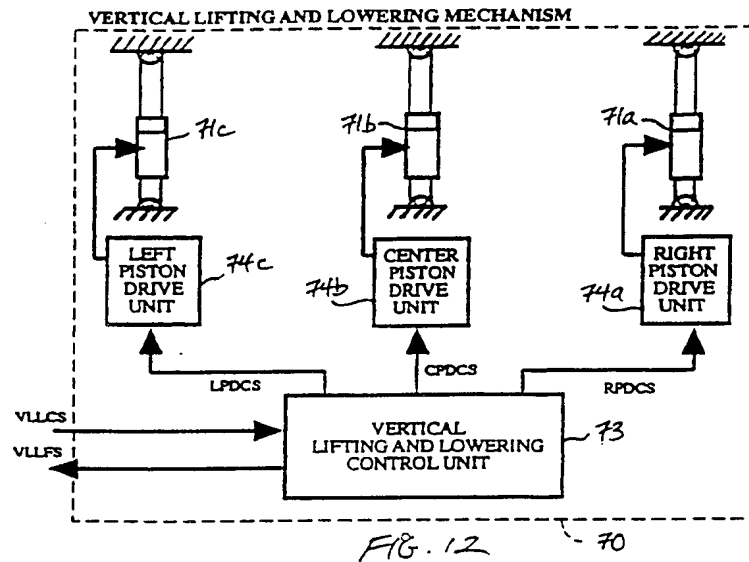 VERTICAL LIFTING AND LOWERING MECHANISM
71c
71b
71a
LEFT
PISTON
DRIVE
UNIT
74c
CENTER
PISTON
DRIVE
UNIT
74b
RIGHT
PISTON
DRIVE
UNIT
74a
LPDCS
CPDCS
RPDCS
VLLCS
VLLFS
VERTICAL
LIFTING AND LOWERING
CONTROL UNIT
73
70
FIG. 12